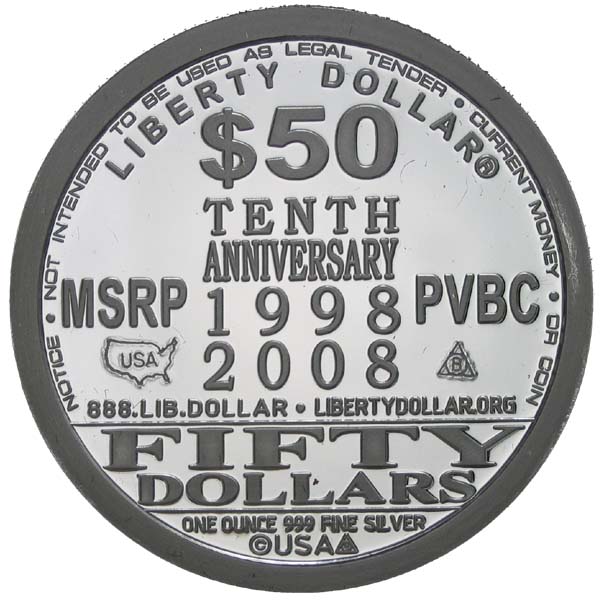 NOTICE • NOT INTENDED TO BE USED AS LEGAL TENDER • CURRENT MONEY • OR COIN
LIBERTY DOLLAR®
$50
TENTH
ANNIVERSARY
MSRP 1998 PVBC
USA 2008 B
888.LIB.DOLLAR • LIBERTYDOLLAR.ORG
FIFTY
DOLLARS
ONE OUNCE 999 FINE SILVER
©USA